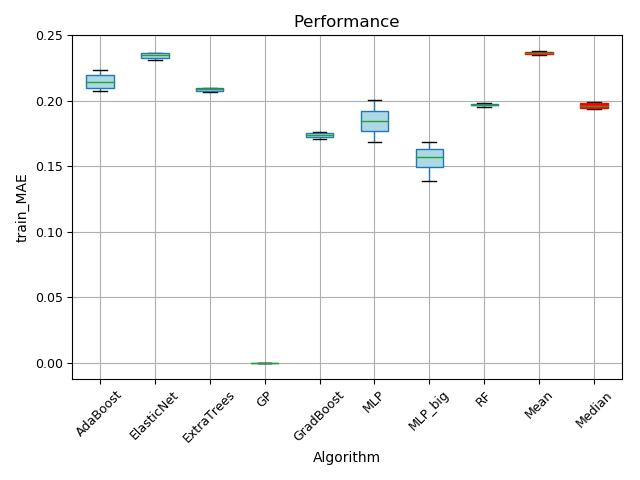 Performance
0.25
0.20
0.15
0.10
0.05
0.00
train_MAE
AdaBoost
ElasticNet
ExtraTrees
GP
GradBoost
MLP
MLP_big
RF
Mean
Median
Algorithm